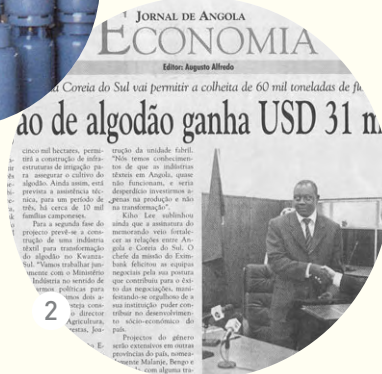 JORNAL DE ANGOLA
ECONOMIA
Editor: Augusto Alfredo
Coreia do Sul vai permitir a colheita de 60 mil toneladas de
ão de algodão ganha USD 31 m
cinco mil hectares, permi-
titá a construção de infra-
estruturas de irrigação pa-
ra assegurar o cultivo do
algodão. Ainda assim, está
prevista a assistência téc-
nica, para um período de
três, há cerca de 10 mil
famílias camponeses.
Para a segunda fase do
projecto prevê-se a cons-
trução de uma indústria
têxtil para transformação
do algodão no Kwanza-
Sul. "Vamos trabalhar
mente com o Ministério
Indústria no sentido de
políticas para
dois a-
o director
Agricultura,
trução da unidade fabril.
"Nós temos conhecimen-
tos de que as indústrias
têxteis em Angola, quase
não funcionam, e seria
desperdício investirmos a-
penas na produção e não
na transformação".
Kiho Lee sublinhou
ainda que a assinatura do
memorando veio fortale-
cer as relações entre An-
gola e Coreia do Sul. O
chefe da missão do Exim-
bank felicitou as equipas
negociais pela sua postura
que contribuiu para o êxi-
to das negociações, mani-
festando-se orgulhoso de a
sua instituição puder con-
tribuir no desenvolvimen-
to sócio-económico do
país.
Projectos do género
serão extensivos em outras
províncias do país, nomea-
damente Malanje, Bengo e
com alguma tra-
2